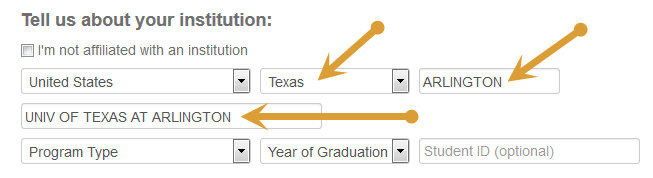 Tell us about your institution:
I'm not affiliated with an institution
United States Texas ARLINGTON
UNIV OF TEXAS AT ARLINGTON
Program Type Year of Graduation Student ID (optional)